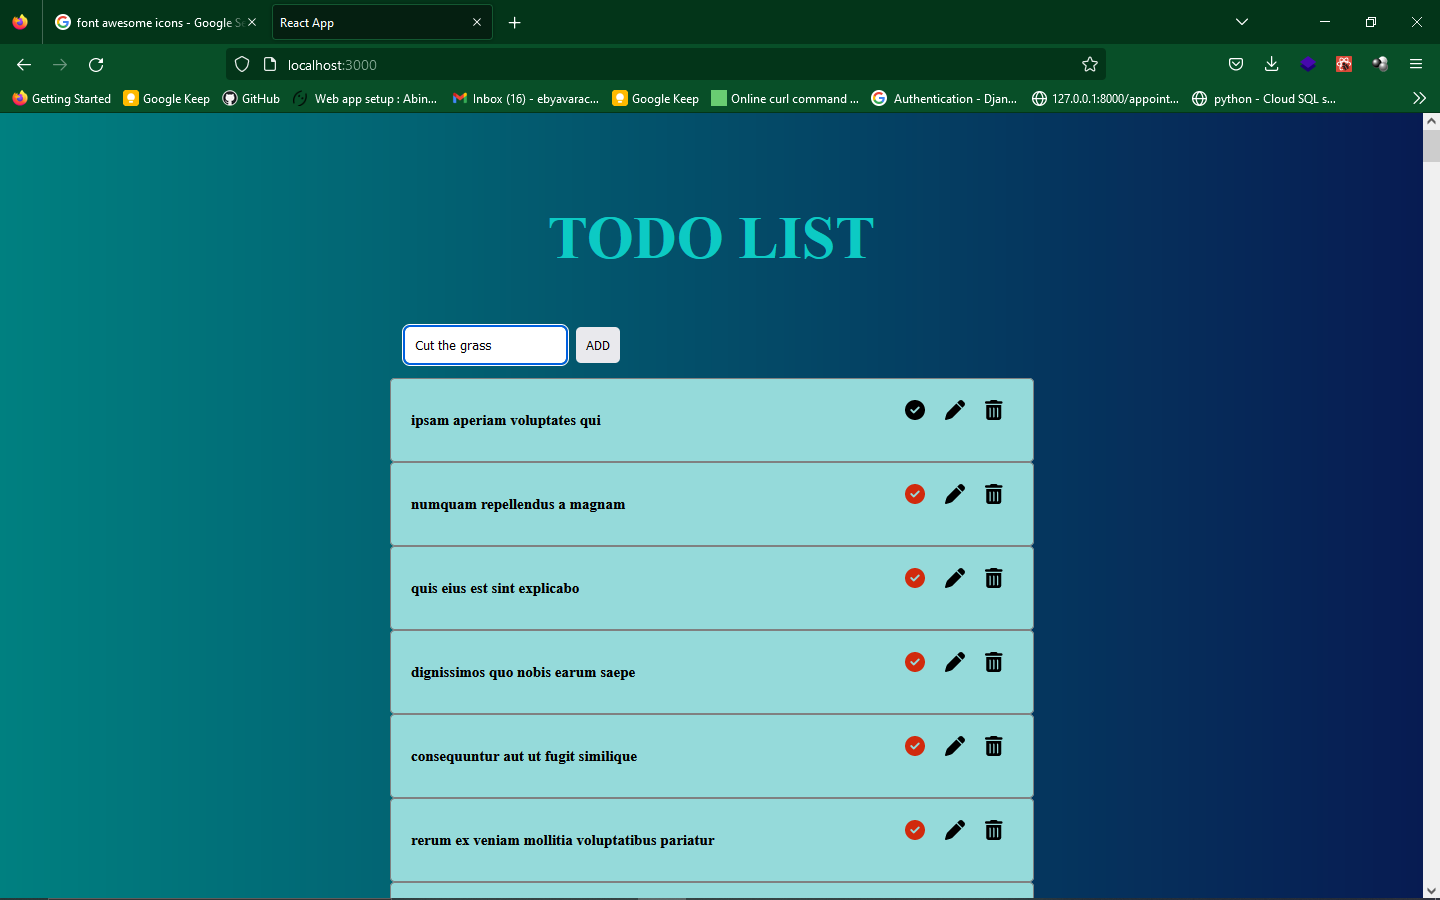 font awesome icons - Google Se
React App
localhost:3000
Getting Started
Google Keep
GitHub
Web app setup : Abin...
Inbox (16) - ebyavarac...
Google Keep
Online curl command ...
Authentication - Djan...
127.0.0.1:8000/appoint...
python - Cloud SQL s...
TODO LIST
Cut the grass
ADD
ipsam aperiam voluptates qui
numquam repellendus a magnam
quis eius est sint explicabo
dignissimos quo nobis earum saepe
consequuntur aut ut fugit similique
rerum ex veniam mollitia voluptatibus pariatur